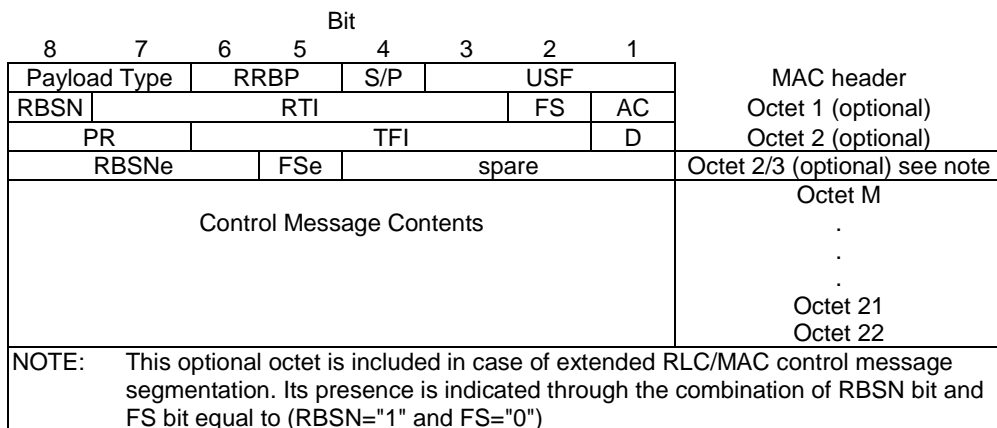 Bit
8 7 6 5 4 3 2 1
Payload Type RRBP S/P USF MAC header
RBSN RTI FS AC Octet 1 (optional)
PR TFI D Octet 2 (optional)
RBSNe FSe spare Octet 2/3 (optional) see note
Octet M
Control Message Contents .
.
.
Octet 21
Octet 22
NOTE: This optional octet is included in case of extended RLC/MAC control message
segmentation. Its presence is indicated through the combination of RBSN bit and
FS bit equal to (RBSN="1" and FS="0")